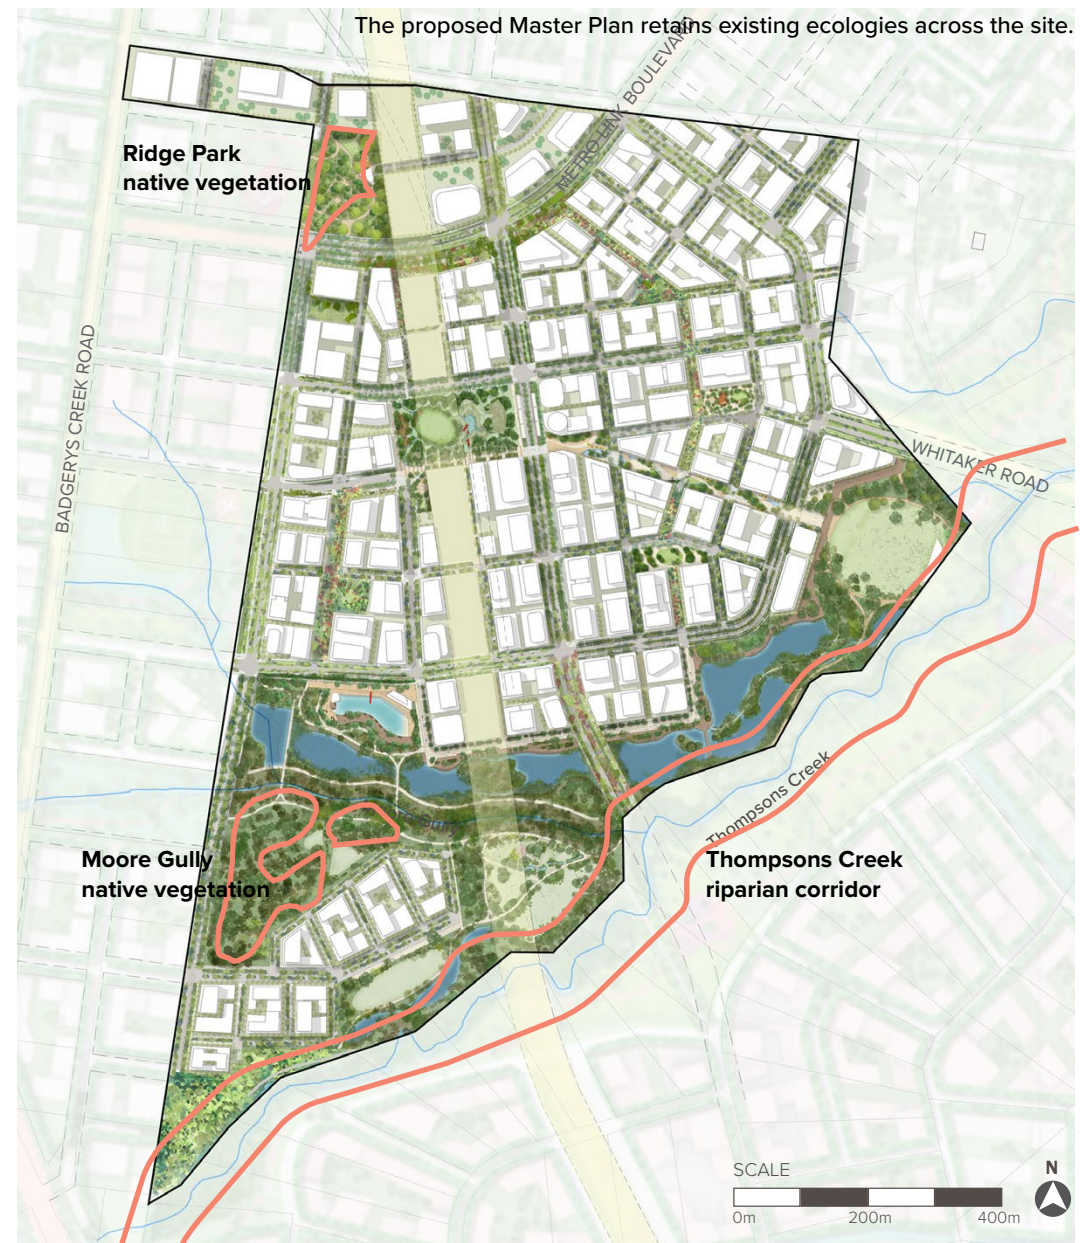 The proposed Master Plan retains existing ecologies across the site.
METRO LINK BOULEVARD
Ridge Park
native vegetation
BADGERYS CREEK ROAD
WHITAKER ROAD
Thompsons Creek
Moore Gully
native vegetation
Thompsons Creek
riparian corridor
SCALE
0m 200m 400m
N